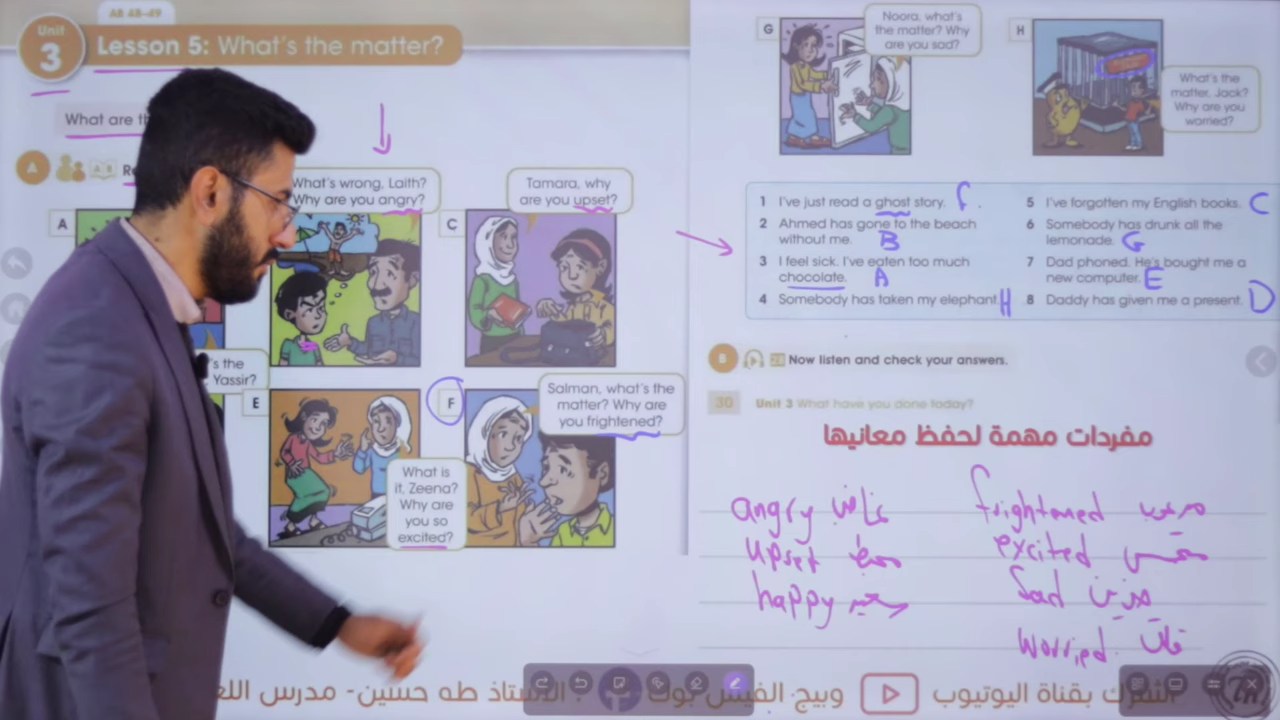 AB 48-49
Unit
3
Lesson 5: What's the matter?
What are
A
A B
A
What's wrong, Laith?
Why are you angry?
C
Tamara, why
are you upset?
's the
Yassir?
E
What is
it, Zeena?
Why are
you so
excited?
F
Salman, what's the
matter? Why are
you frightened?
G
Noora, what's
the matter? Why
are you sad?
H
What's the
matter, Jack?
Why are you
worried?
1 I've just read a ghost story.
2 Ahmed has gone to the beach
without me. B
3 I feel sick. I've eaten too much
chocolate. A
4 Somebody has taken my elephant. H
5 I've forgotten my English books. C
6 Somebody has drunk all the
lemonade. G
7 Dad phoned. He's bought me a
new computer. E
8 Daddy has given me a present. D
B Now listen and check your answers.
30 Unit 3 What have you done today?
مفردات مهمة لحفظ معانيها
angry
upset
happy سعيد
frightened مرعوب
excited متحمس
Sad حزين
worried قلق
بقناة اليوتيوب
وبيج الفيس بوك
الاستاذ طه حسين- مدرس